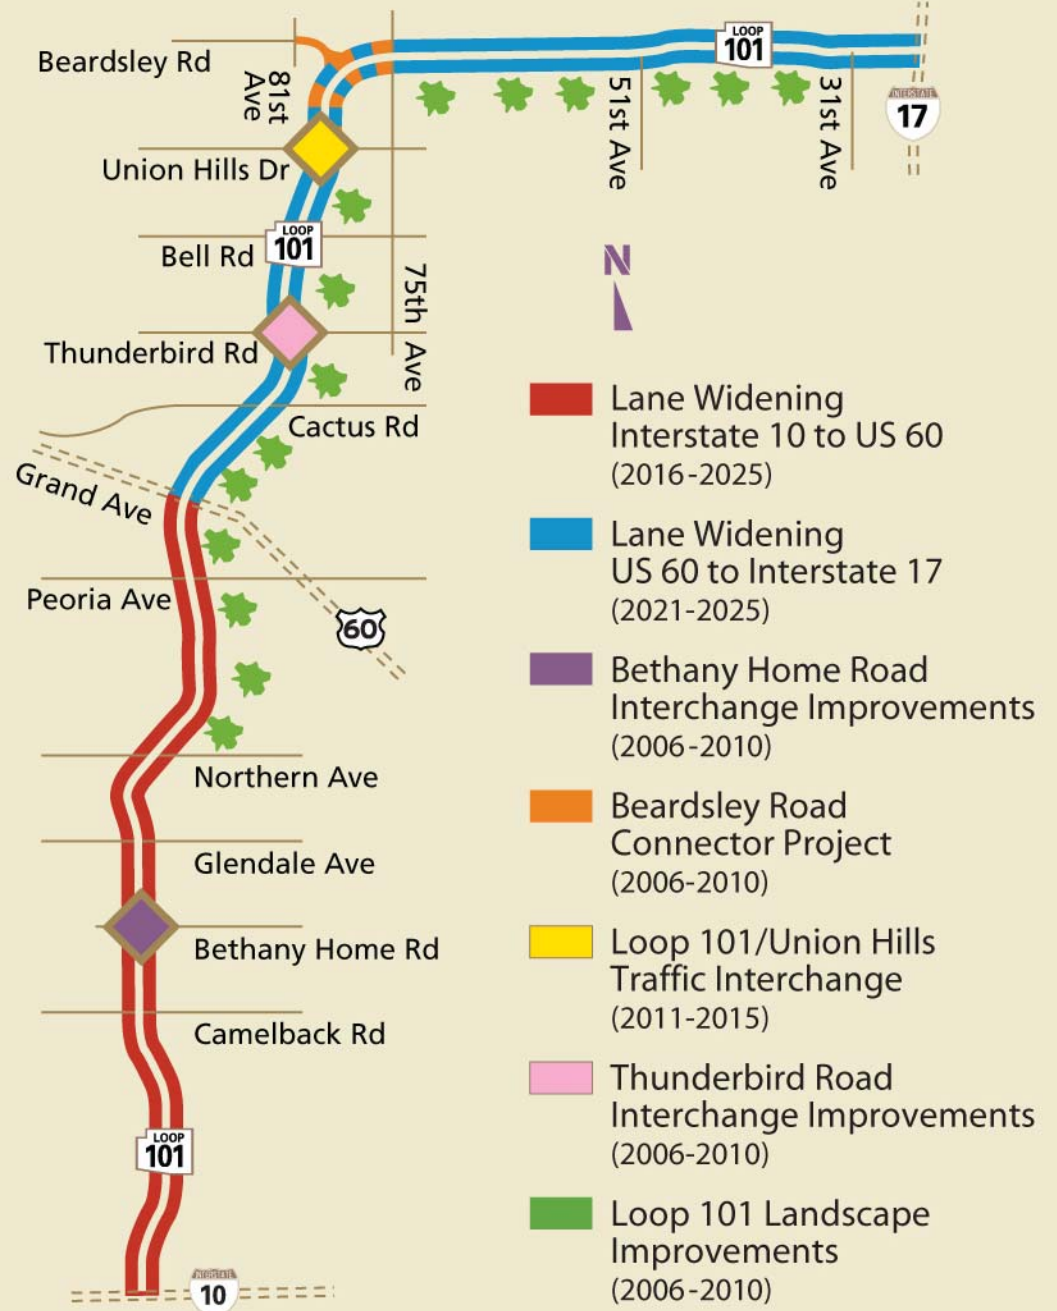 Beardsley Rd
81st
Ave
LOOP
101
51st Ave
31st Ave
INTERSTATE
17
Union Hills Dr
LOOP
101
Bell Rd
75th Ave
N
Thunderbird Rd
Cactus Rd
Grand Ave
Peoria Ave
60
Northern Ave
Glendale Ave
Bethany Home Rd
Camelback Rd
LOOP
101
INTERSTATE
10
Lane Widening
Interstate 10 to US 60
(2016-2025)
Lane Widening
US 60 to Interstate 17
(2021-2025)
Bethany Home Road
Interchange Improvements
(2006-2010)
Beardsley Road
Connector Project
(2006-2010)
Loop 101/Union Hills
Traffic Interchange
(2011-2015)
Thunderbird Road
Interchange Improvements
(2006-2010)
Loop 101 Landscape
Improvements
(2006-2010)